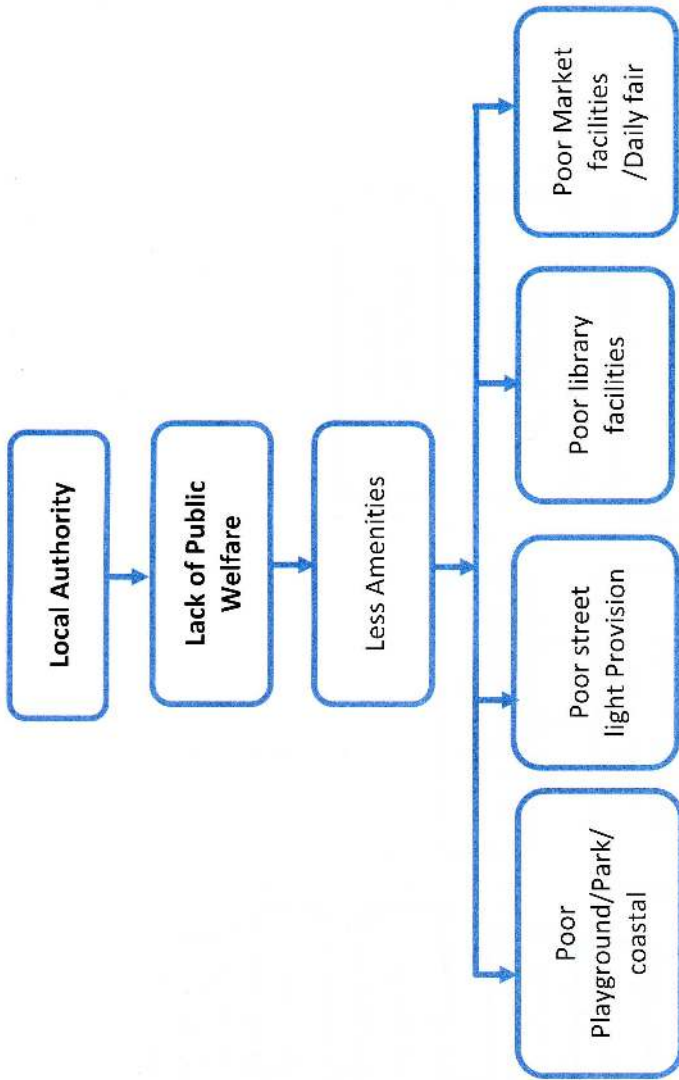 Local Authority
Lack of Public
Welfare
Less Amenities
Poor
Playground/Park/
coastal
Poor street
light Provision
Poor library
facilities
Poor Market
facilities
/Daily fair